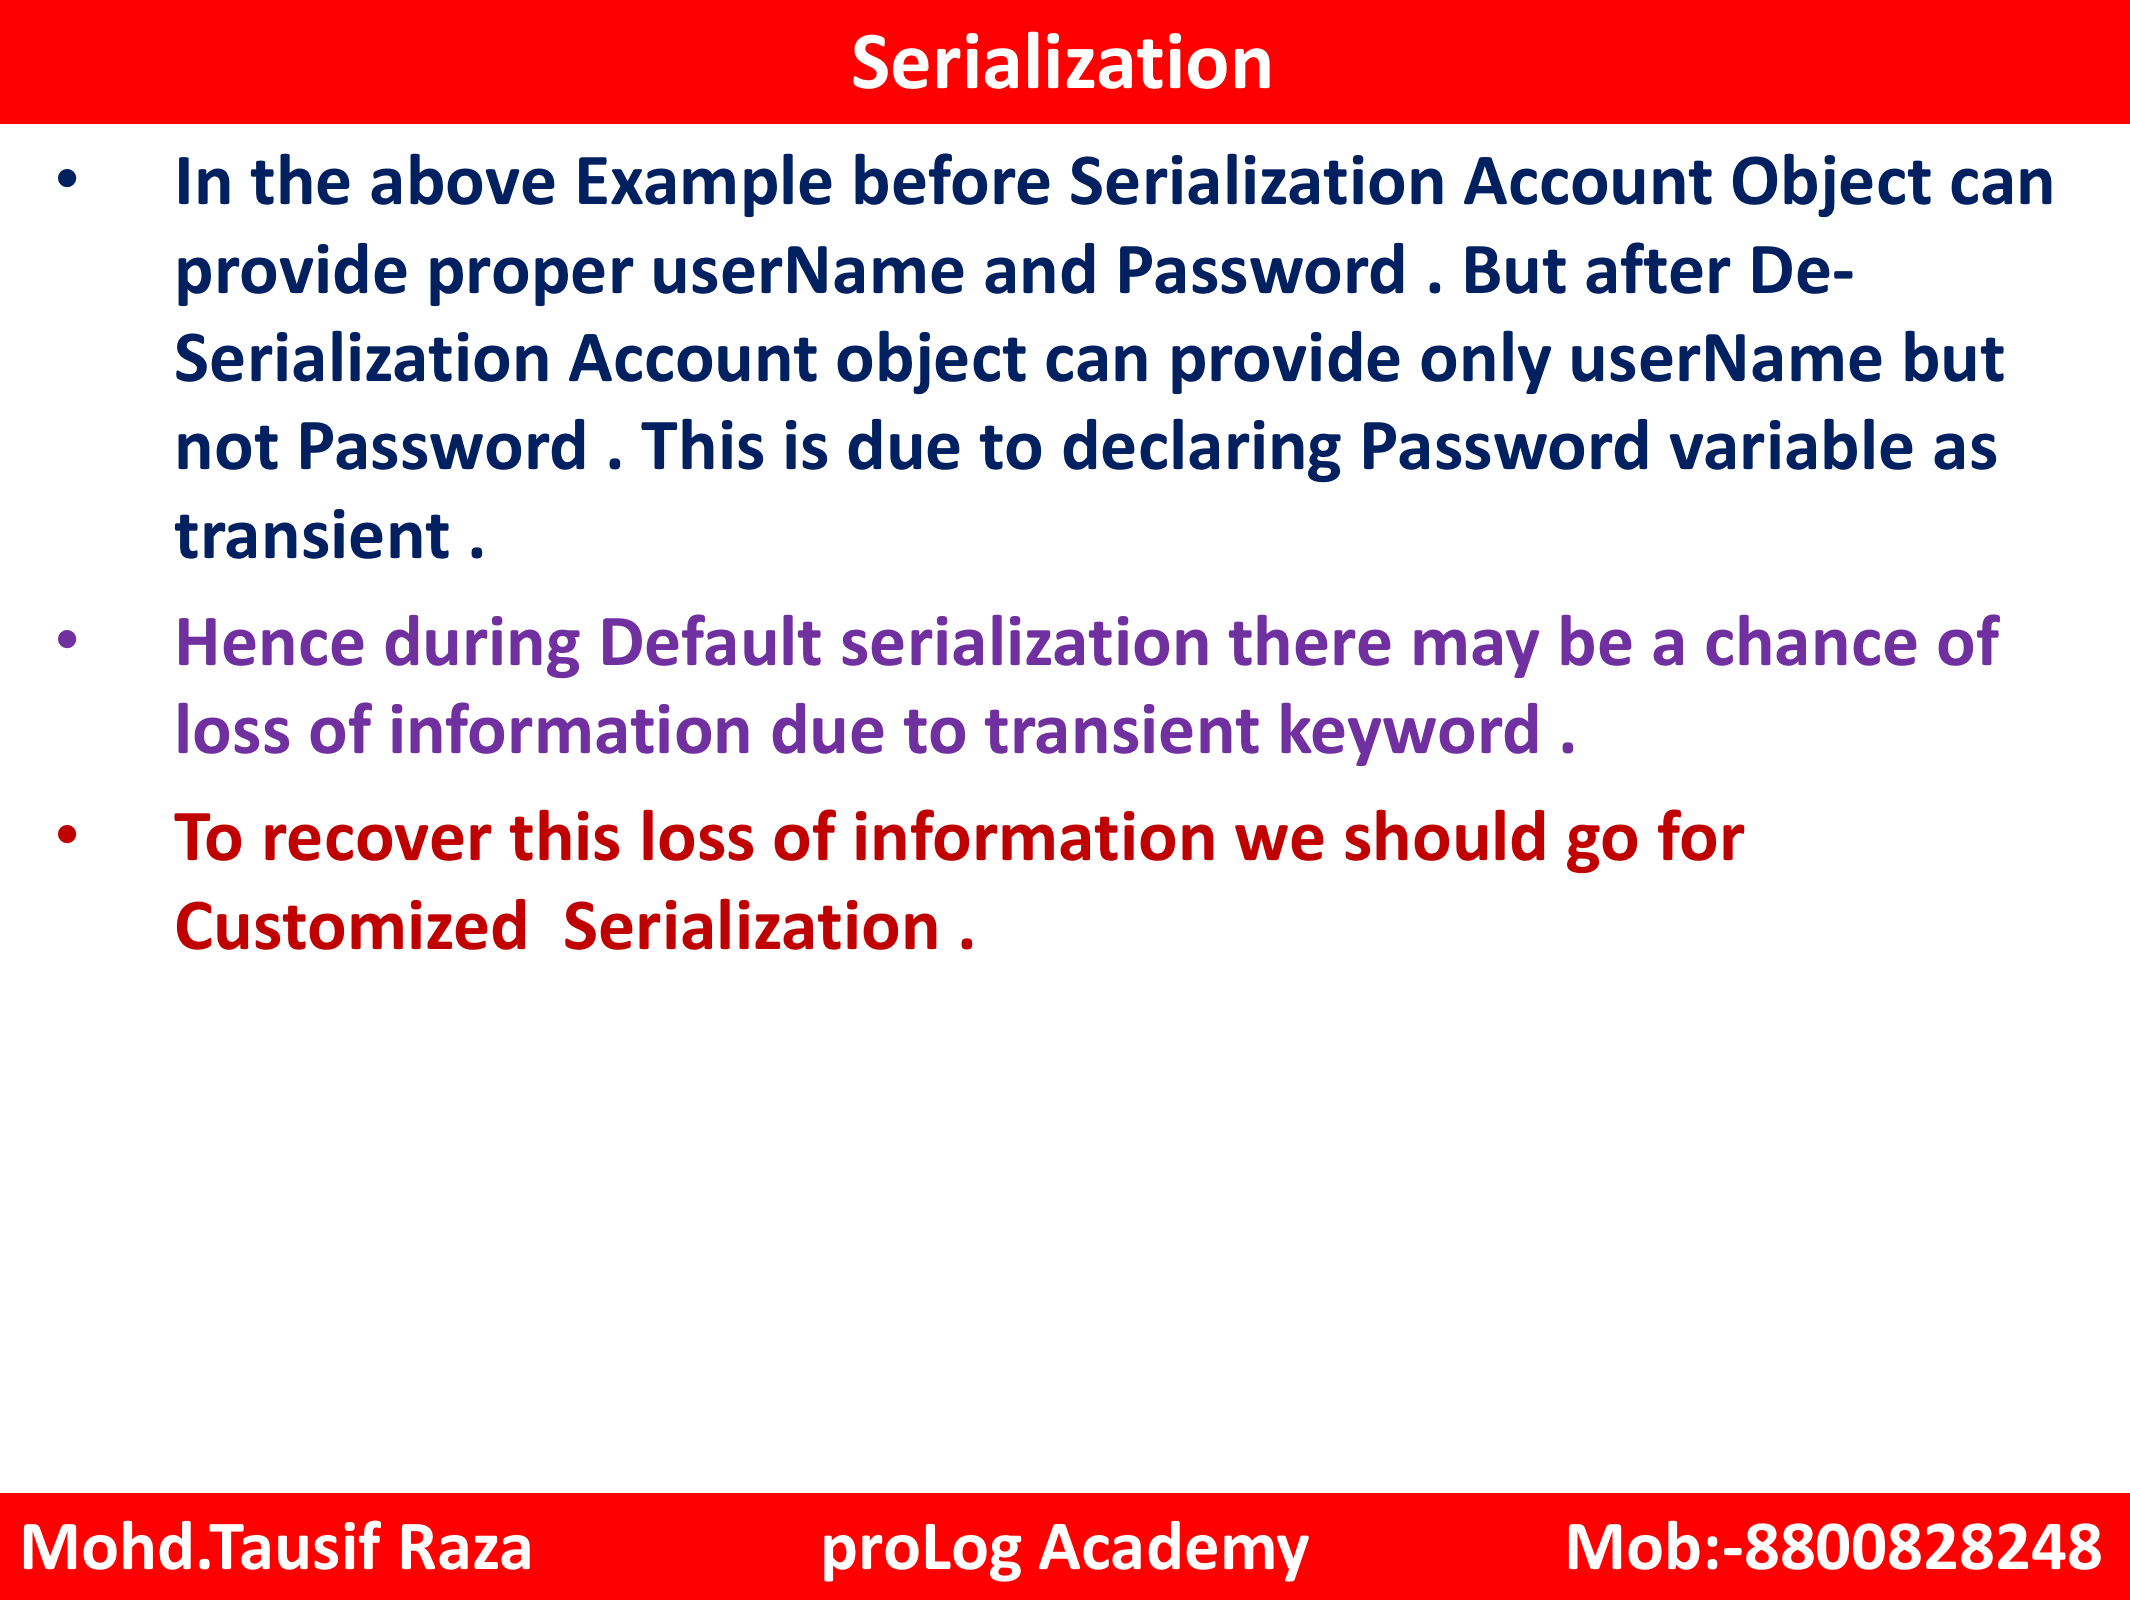 Serialization
• In the above Example before Serialization Account Object can
provide proper userName and Password . But after De-
Serialization Account object can provide only userName but
not Password . This is due to declaring Password variable as
transient .
• Hence during Default serialization there may be a chance of
loss of information due to transient keyword .
• To recover this loss of information we should go for
Customized  Serialization .
Mohd.Tausif Raza proLog Academy Mob:-8800828248